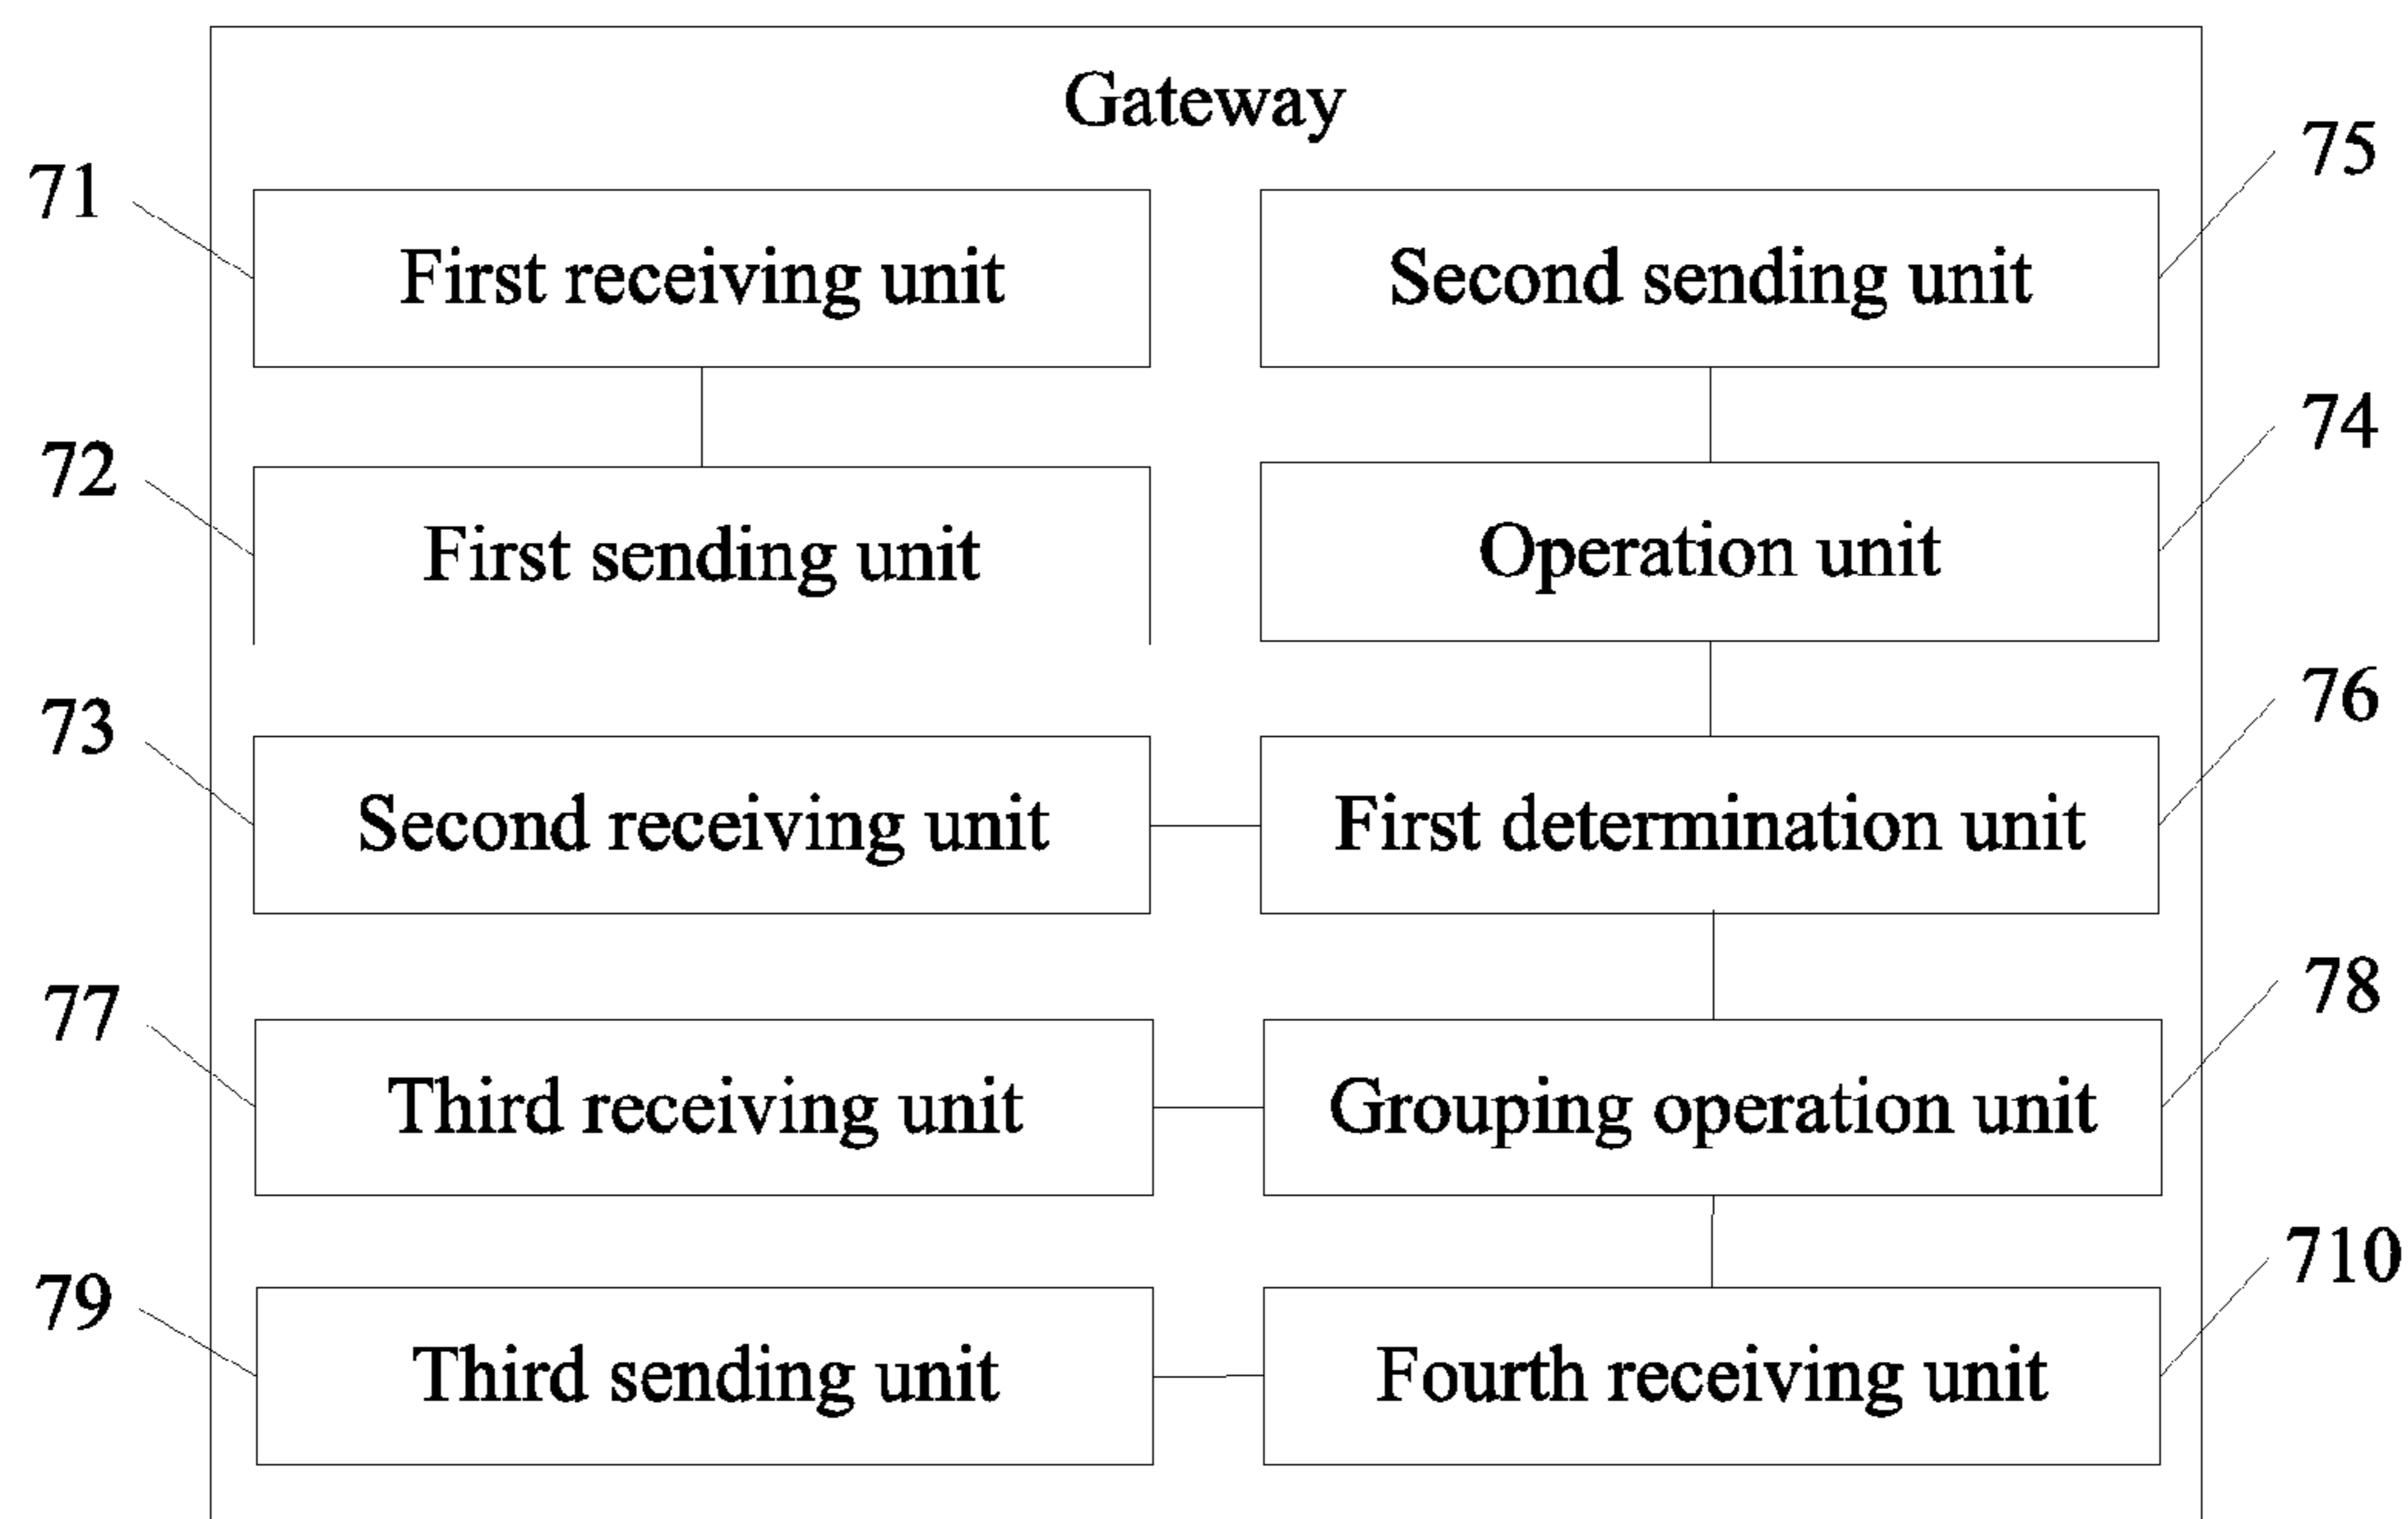 Gateway
71
First receiving unit
Second sending unit
75
72
First sending unit
Operation unit
74
73
Second receiving unit
First determination unit
76
77
Third receiving unit
Grouping operation unit
78
79
Third sending unit
Fourth receiving unit
710